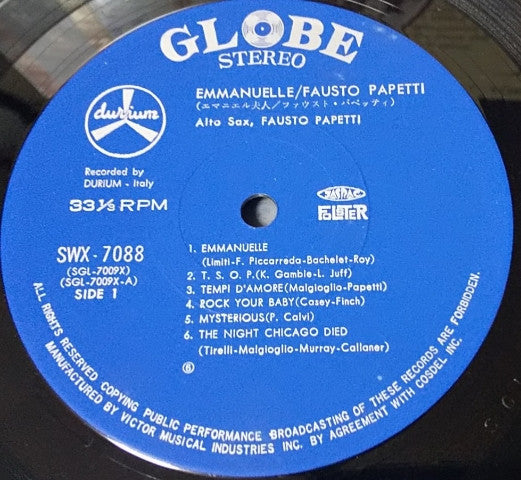 GLOBE
STEREO
EMMANUELLE/FAUSTO PAPETTI
(エマニエル夫人/ファウスト・パペッティ)
Alto Sax, FAUSTO PAPETTI
durium
Recorded by
DURIUM - Italy
33 1/3 RPM
SWX - 7088
(SGL-7009X)
(SGL-7009X-A)
SIDE 1
1. EMMANUELLE
(Limiti-F. Piccarreda-Bachelet-Roy)
2. T. S. O. P.(K. Gamble-L. Juff)
3. TEMPI D'AMORE(Malgioglio-Papetti)
4. ROCK YOUR BABY(Casey-Finch)
5. MYSTERIOUS(P. Calvi)
6. THE NIGHT CHICAGO DIED
(Tirelli-Malgioglio-Murray-Callaner)
ALL RIGHTS RESERVED COPYING PUBLIC PERFORMANCE BROADCASTING OF THESE RECORDS ARE FORBIDDEN.
MANUFACTURED BY VICTOR MUSICAL INDUSTRIES INC. BY AGREEMENT WITH COSDEL INC.